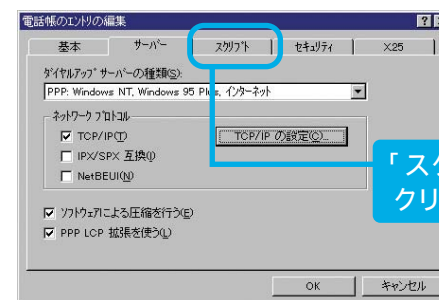 電話帳のエントリの編集
基本 サーバー スクリプト セキュリティ X25
ダイヤルアップ サーバーの種類(S):
PPP: Windows NT, Windows 95 Plus, インターネット
ネットワーク プロトコル
TCP/IP(T) TCP/IP の設定(C)...
IPX/SPX 互換(I)
「スク
NetBEUI(N)
クリ
ソフトウェアによる圧縮を行う(E)
PPP LCP 拡張を使う(L)
OK キャンセル